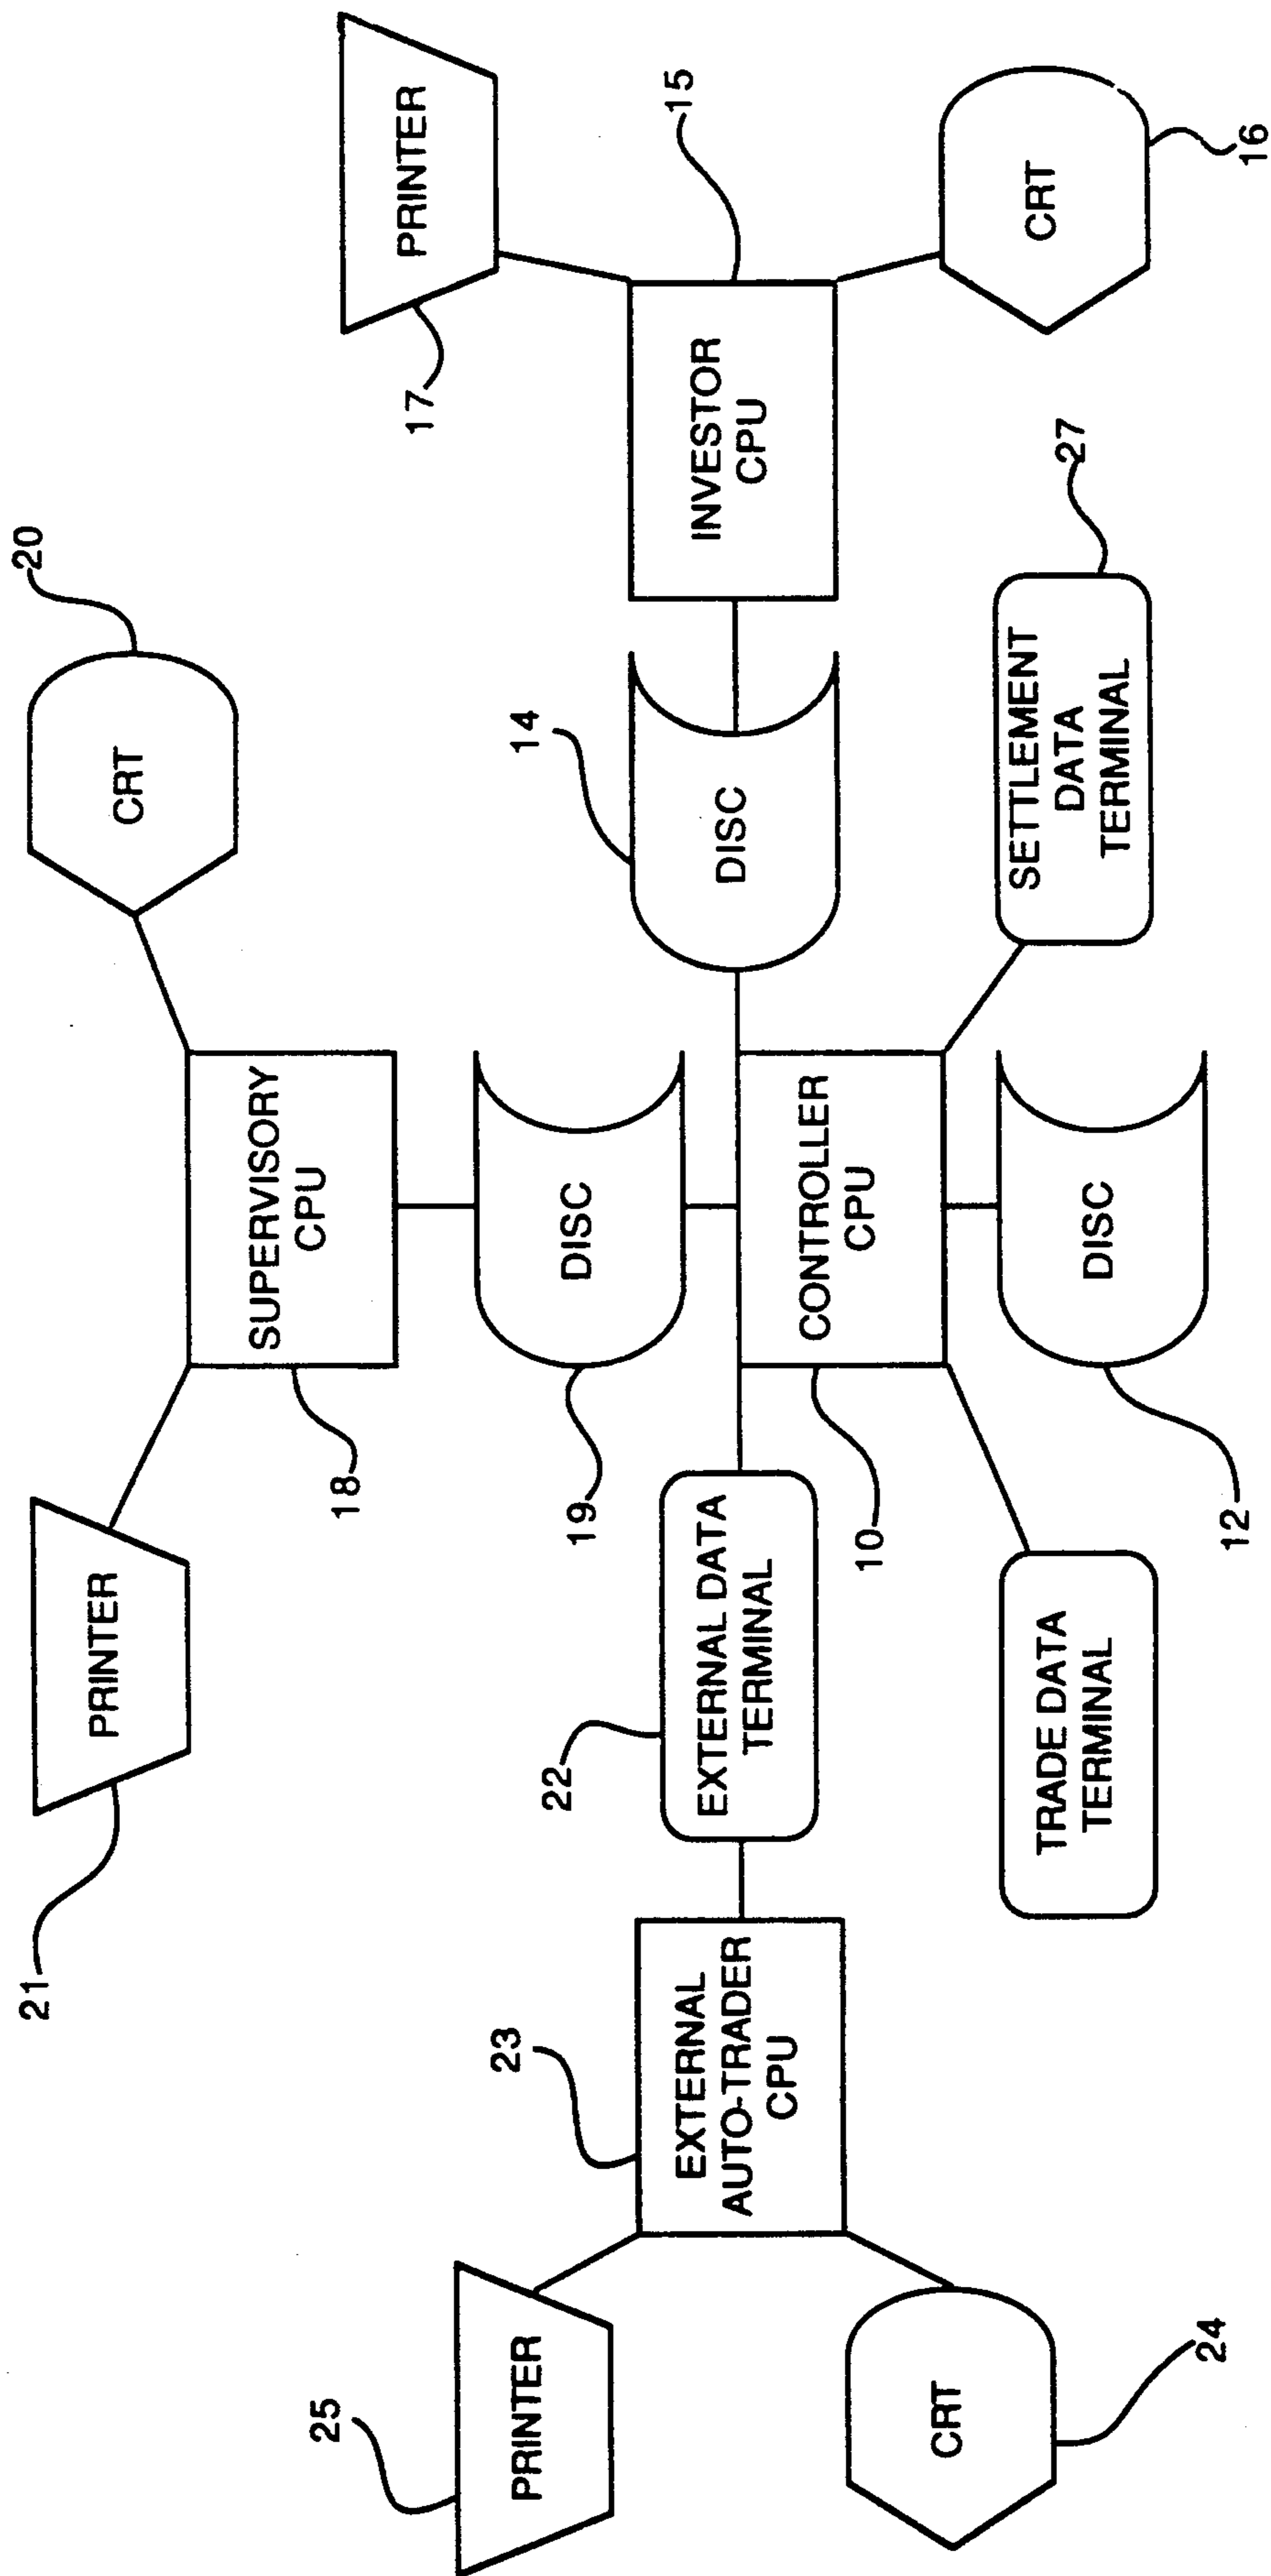 21
PRINTER
CRT
20
SUPERVISORY
CPU
18
PRINTER
17
25
PRINTER
23
EXTERNAL
AUTO-TRADER
CPU
22
EXTERNAL DATA
TERMINAL
19
DISC
14
DISC
INVESTOR
CPU
15
10
CONTROLLER
CPU
CRT
24
TRADE DATA
TERMINAL
12
DISC
SETTLEMENT
DATA
TERMINAL
27
CRT
16